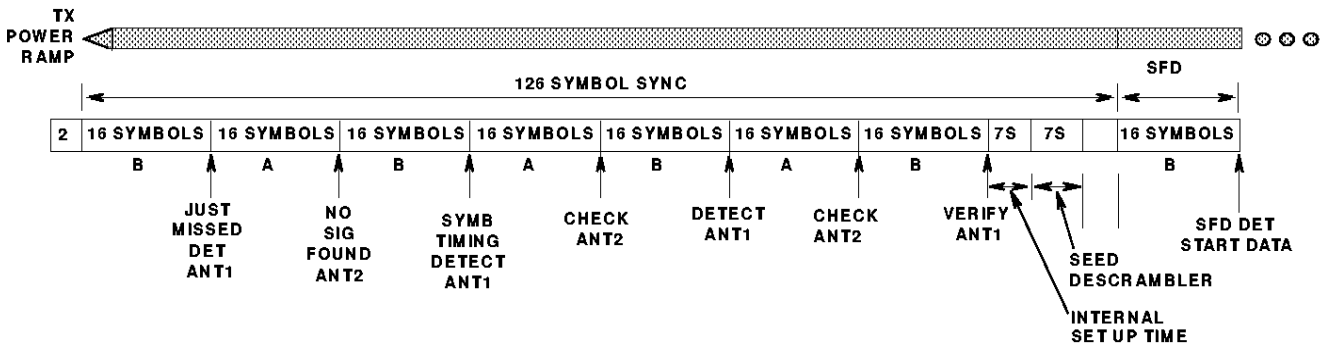 TX
POWER
RAMP
SFD
126 SYMBOL SYNC
2 16 SYMBOLS 16 SYMBOLS 16 SYMBOLS 16 SYMBOLS 16 SYMBOLS 16 SYMBOLS 16 SYMBOLS 7S 7S 16 SYMBOLS
B A B A B A B B
JUST
MISSED
DET
ANT1
NO
SIG
FOUND
ANT2
SYMB
TIMING
DETECT
ANT1
CHECK
ANT2
DETECT
ANT1
CHECK
ANT2
VERIFY
ANT1
SFD DET
START DATA
SEED
DESCRAMBLER
INTERNAL
SET UP TIME